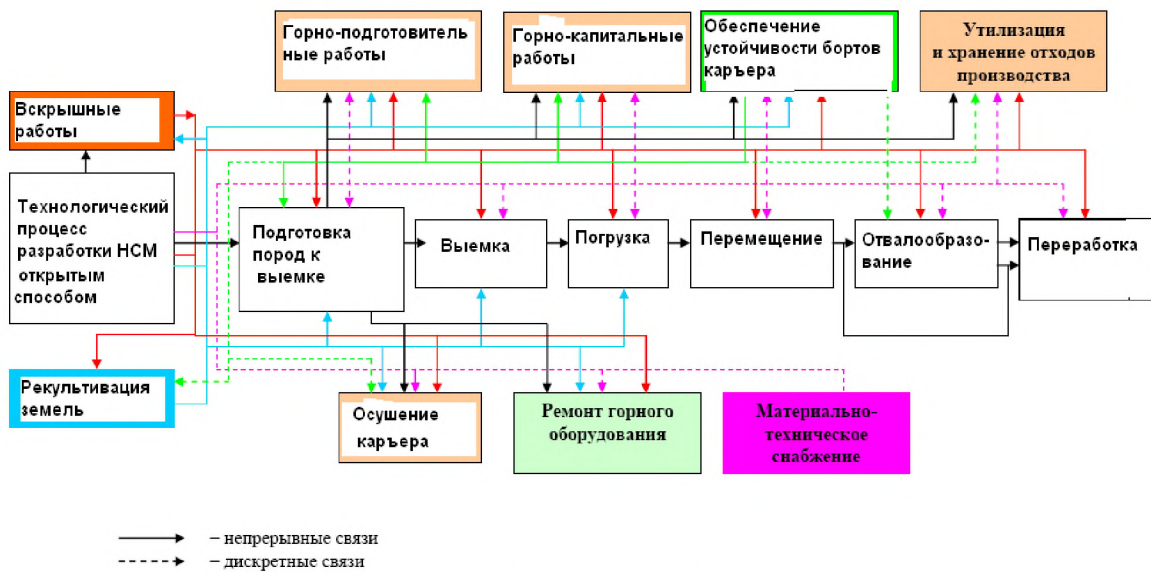 Горно-подготовитель
ные работы
Горно-капитальные
работы
Обеспечение
устойчивости бортов
карьера
Утилизация
и хранение отходов
производства
Вскрышные
работы
Технологический
процесс
разработки НСМ
открытым
способом
Подготовка
пород к
выемке
Выемка
Погрузка
Перемещение
Отвалообразо-
вание
Переработка
Рекультивация
земель
Осушение
карьера
Ремонт горного
оборудования
Материально-
техническое
снабжение
– непрерывные связи
– дискретные связи